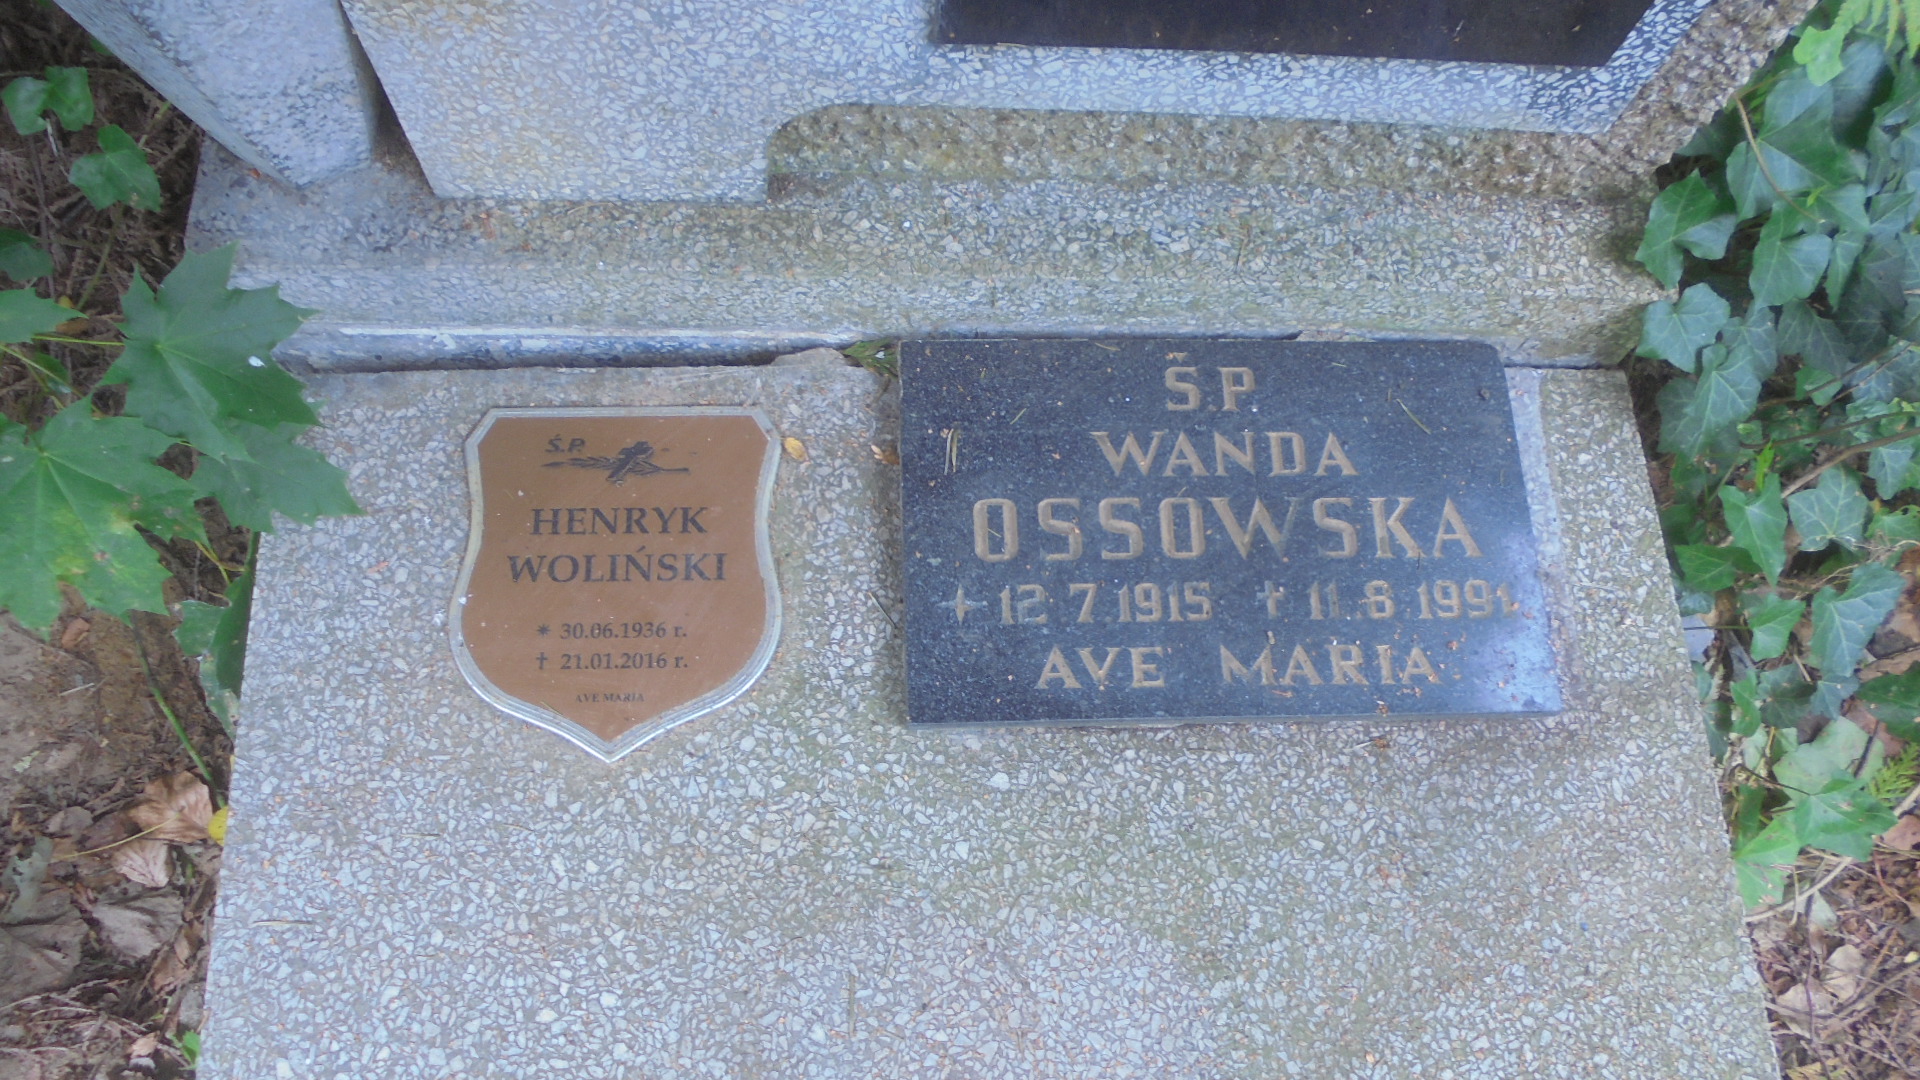 Ś.P.
HENRYK
WOLIŃSKI
* 30.06.1936 r.
† 21.01.2016 r.
AVE MARIA
Ś.P.
WANDA
OSSÓWSKA
12.7.1915 † 11.8.1991
AVE MARIA